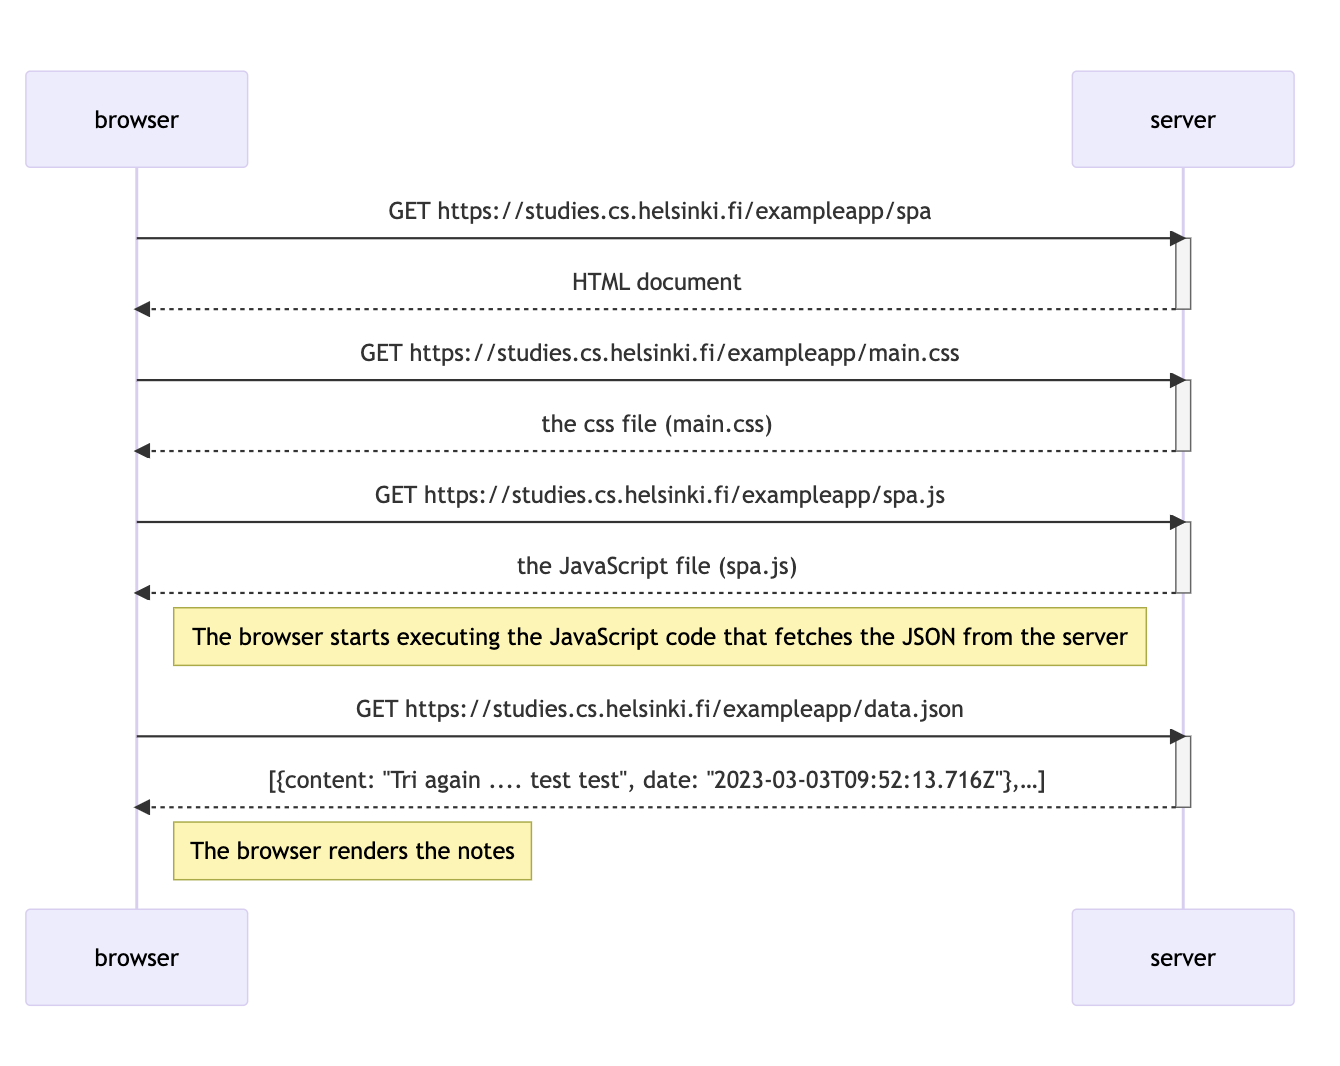 browser
server
GET https://studies.cs.helsinki.fi/exampleapp/spa
HTML document
GET https://studies.cs.helsinki.fi/exampleapp/main.css
the css file (main.css)
GET https://studies.cs.helsinki.fi/exampleapp/spa.js
the JavaScript file (spa.js)
The browser starts executing the JavaScript code that fetches the JSON from the server
GET https://studies.cs.helsinki.fi/exampleapp/data.json
[{content: "Tri again .... test test", date: "2023-03-03T09:52:13.716Z"},…]
The browser renders the notes
browser
server